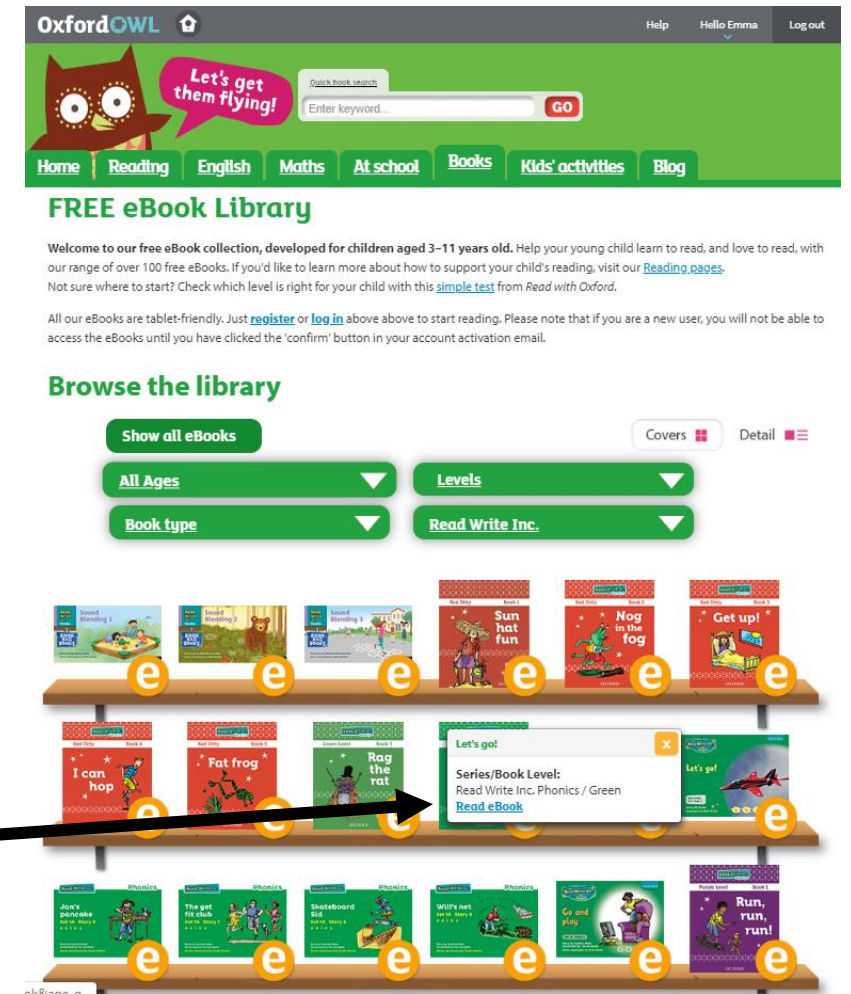 OxfordOWL
Help
Hello Emma
Log out
Let's get
them flying!
Quick book search
Enter keyword...
GO
Home
Reading
English
Maths
At school
Books
Kids' activities
Blog
FREE eBook Library
Welcome to our free eBook collection, developed for children aged 3–11 years old. Help your young child learn to read, and love to read, with
our range of over 100 free eBooks. If you'd like to learn more about how to support your child's reading, visit our Reading pages.
Not sure where to start? Check which level is right for your child with this simple test from Read with Oxford.
All our eBooks are tablet-friendly. Just register or log in above above to start reading. Please note that if you are a new user, you will not be able to
access the eBooks until you have clicked the 'confirm' button in your account activation email.
Browse the library
Show all eBooks
Covers
Detail
All Ages
Levels
Book type
Read Write Inc.
Sound
Blending 1
e
Sound
Blending 2
e
Sound
Blending 3
e
Red Ditty
Book 1
Sun
hat
fun
e
Red Ditty
Book 2
Nog
in the
fog
e
Red Ditty
Book 3
Get up!
e
Red Ditty
Book 4
I can
hop
e
Red Ditty
Book 5
Fat frog
e
Green Level
Book 1
Rag
the
rat
e
Let's go!
x
Series/Book Level:
Read Write Inc. Phonics / Green
Read eBook
Let's go!
e
Phonics
Jan's
pancake
e
Phonics
The get
fit club
e
Phonics
Skateboard
Sid
e
Phonics
Will's net
e
Go and
play
e
Purple Level
Book 1
Run,
run,
run!
e